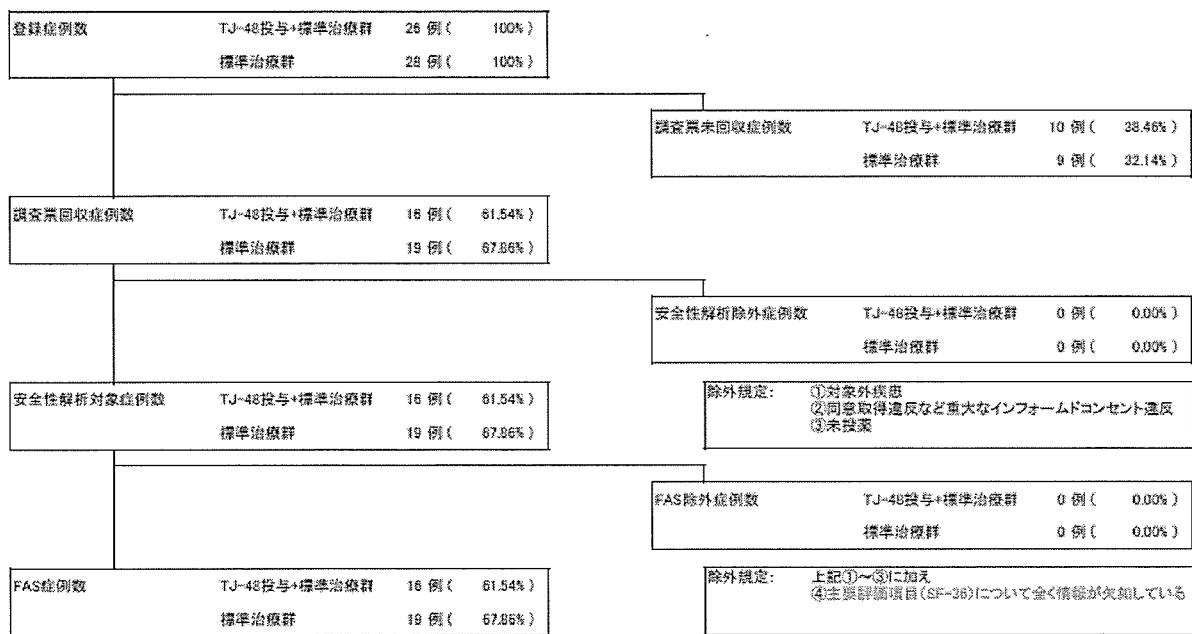 登録症例数 TJ-48投与+標準治療群 26 例 ( 100% )
標準治療群 28 例 ( 100% )
調査票未回収症例数 TJ-48投与+標準治療群 10 例 ( 38.46% )
標準治療群 9 例 ( 32.14% )
調査票回収症例数 TJ-48投与+標準治療群 16 例 ( 61.54% )
標準治療群 19 例 ( 67.86% )
安全性解析除外症例数 TJ-48投与+標準治療群 0 例 ( 0.00% )
標準治療群 0 例 ( 0.00% )
安全性解析対象症例数 TJ-48投与+標準治療群 16 例 ( 61.54% )
標準治療群 19 例 ( 67.86% )
除外規定: ①対象外疾患
②同意取得違反など重大なインフォームドコンセント違反
③未投薬
FAS除外症例数 TJ-48投与+標準治療群 0 例 ( 0.00% )
標準治療群 0 例 ( 0.00% )
FAS症例数 TJ-48投与+標準治療群 16 例 ( 61.54% )
標準治療群 19 例 ( 67.86% )
除外規定: 上記①~③に加え
④主要評価項目(SF-36)について全く情報が欠如している